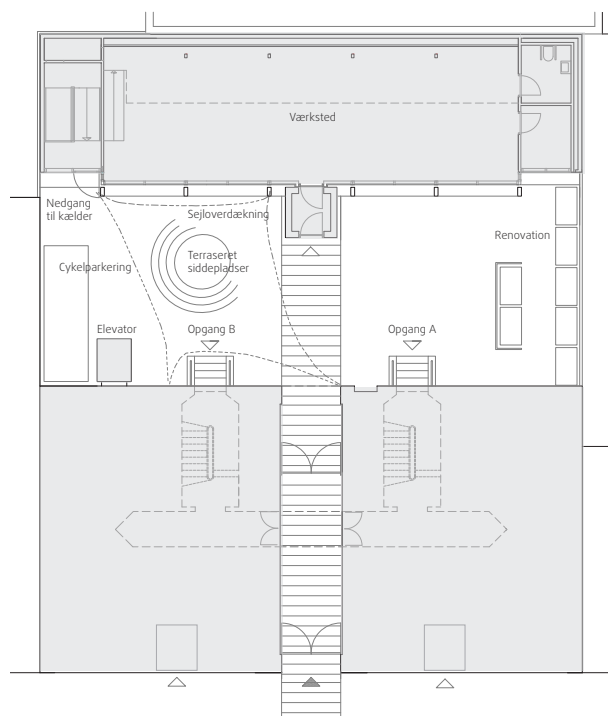 Værksted
Nedgang
til kælder
Sejloverdækning
Renovation
Terraseret
siddepladser
Cykelparkering
Elevator
Opgang B
Opgang A